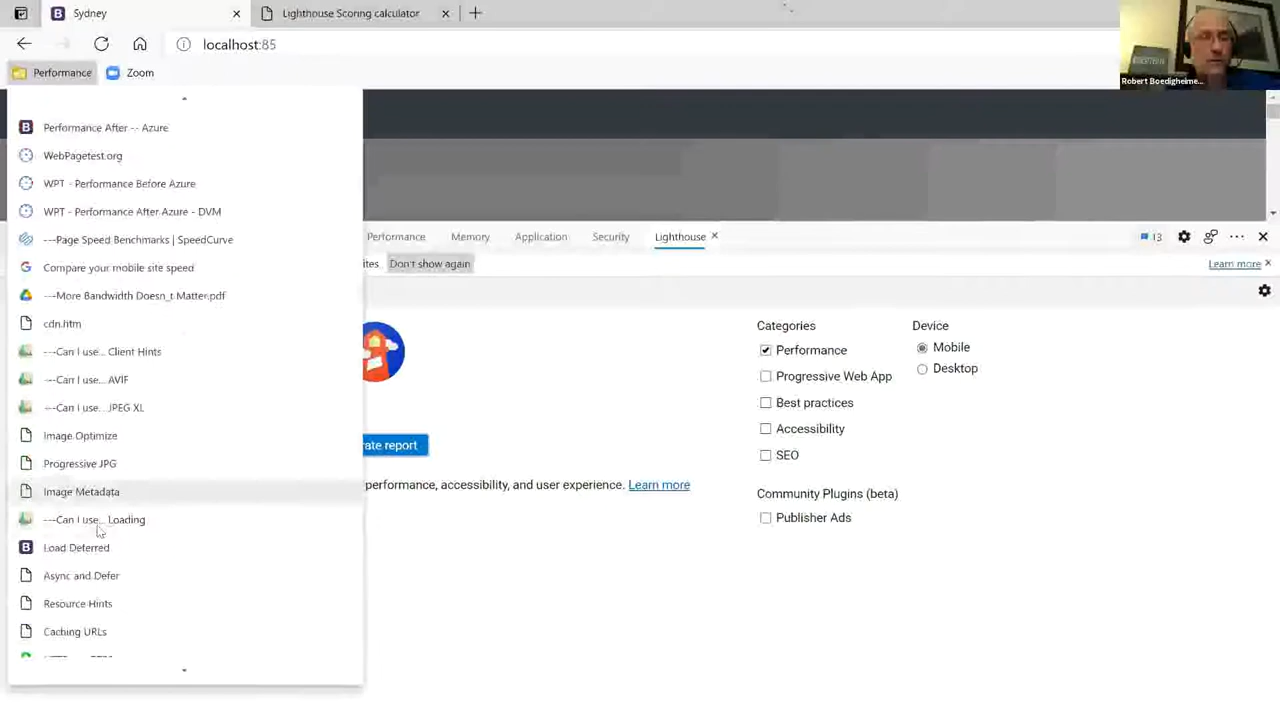 Sydney
Lighthouse Scoring calculator
localhost:85
Robert Boedigheime...
Performance
Zoom
Performance After -- Azure
WebPagetest.org
WPT - Performance Before Azure
WPT - Performance After Azure - DVM
---Page Speed Benchmarks | SpeedCurve
Compare your mobile site speed
---More Bandwidth Doesn_t Matter.pdf
cdn.htm
---Can I use... Client Hints
---Can I use... AVIF
---Can I use... JPEG XL
Image Optimize
Progressive JPG
Image Metadata
---Can I use... Loading
Load Deferred
Async and Defer
Resource Hints
Caching URLs
Performance
Memory
Application
Security
Lighthouse
13
ites
Don't show again
Learn more
Categories
Device
Performance
Mobile
Progressive Web App
Desktop
Best practices
Accessibility
SEO
rate report
performance, accessibility, and user experience. Learn more
Community Plugins (beta)
Publisher Ads